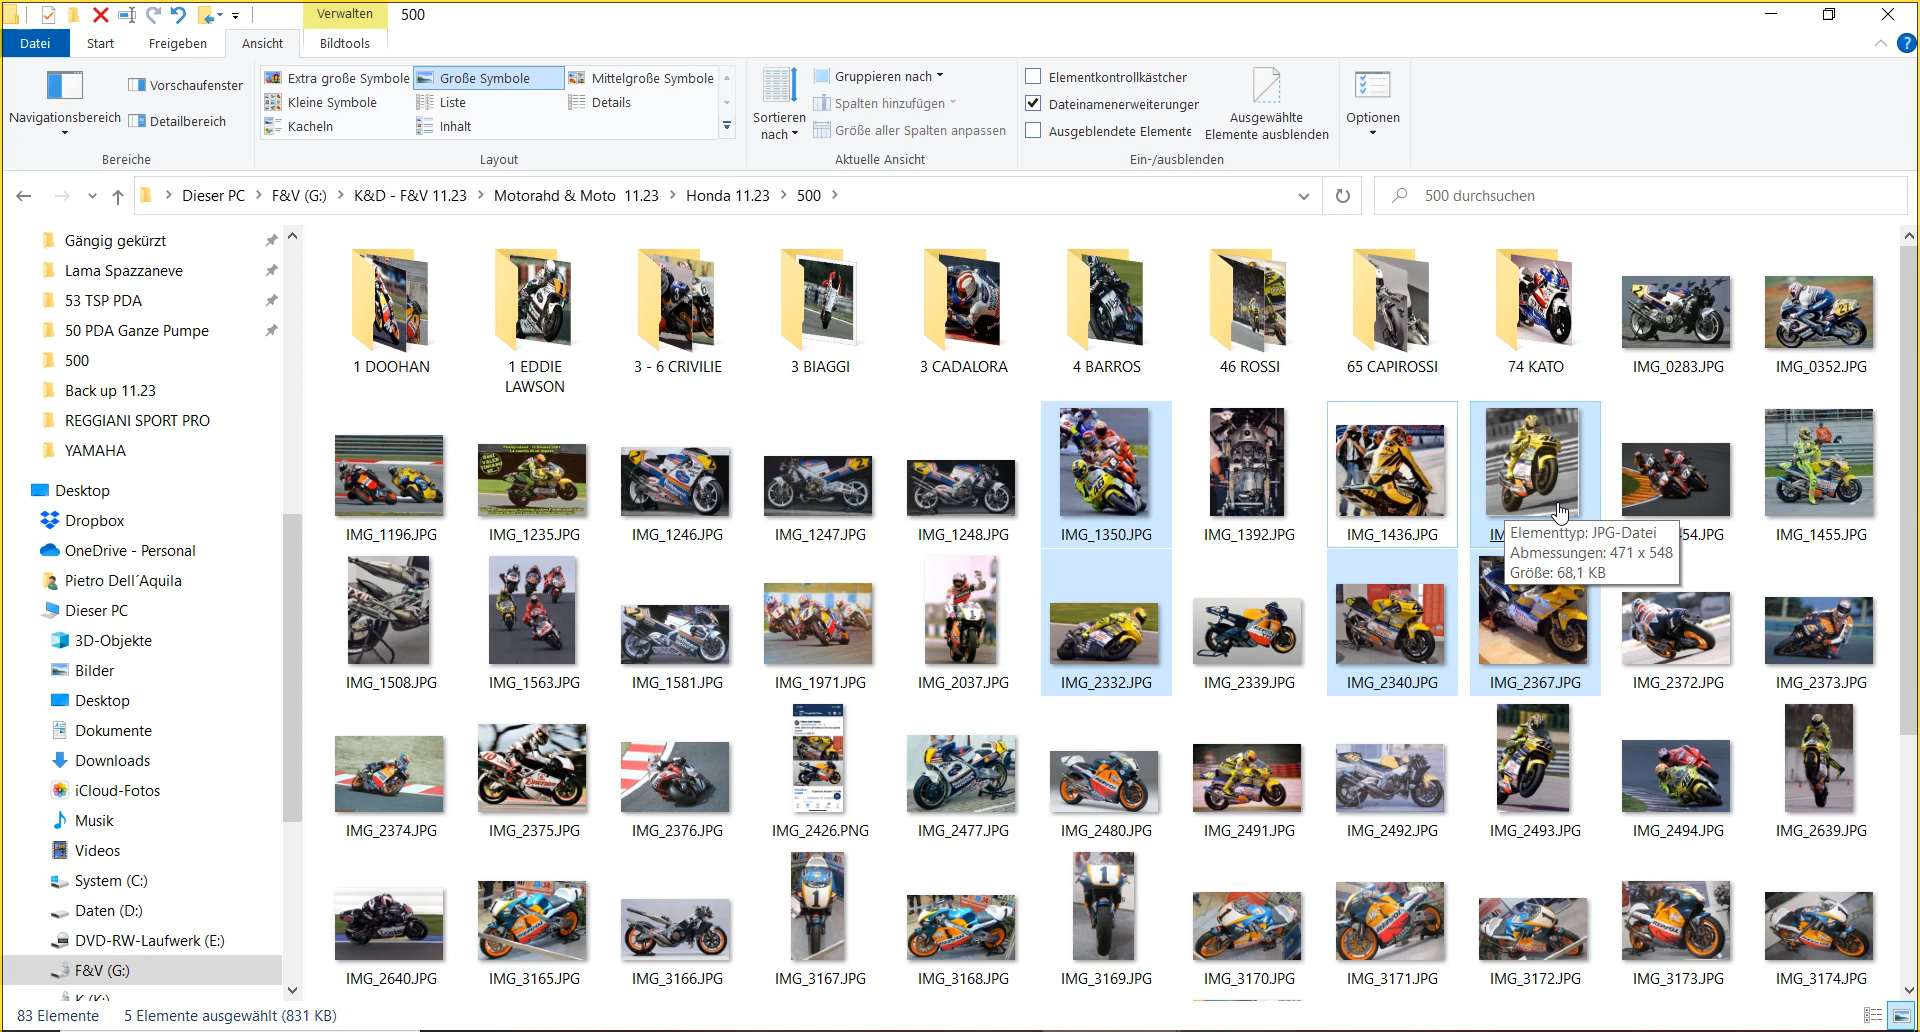 Verwalten
500
Datei
Start
Freigeben
Ansicht
Bildtools
Navigationsbereich
Vorschaufenster
Detailbereich
Bereiche
Extra große Symbole
Große Symbole
Mittelgroße Symbole
Kleine Symbole
Liste
Details
Kacheln
Inhalt
Layout
Sortieren
nach
Gruppieren nach
Spalten hinzufügen
Größe aller Spalten anpassen
Aktuelle Ansicht
Elementkontrollkästcher
Dateinamenerweiterunger
Ausgeblendete Elemente
Ausgewählte
Elemente ausblenden
Ein-/ausblenden
Optionen
Dieser PC > F&V (G:) > K&D - F&V 11.23 > Motorahd & Moto 11.23 > Honda 11.23 > 500 >
500 durchsuchen
Gängig gekürzt
Lama Spazzaneve
53 TSP PDA
50 PDA Ganze Pumpe
500
Back up 11.23
REGGIANI SPORT PRO
YAMAHA
Desktop
Dropbox
OneDrive - Personal
Pietro Dell´Aquila
Dieser PC
3D-Objekte
Bilder
Desktop
Dokumente
Downloads
iCloud-Fotos
Musik
Videos
System (C:)
Daten (D:)
DVD-RW-Laufwerk (E:)
F&V (G:)
K (K:)
1 DOOHAN
1 EDDIE
LAWSON
3 - 6 CRIVILIE
3 BIAGGI
3 CADALORA
4 BARROS
46 ROSSI
65 CAPIROSSI
74 KATO
IMG_0283.JPG
IMG_0352.JPG
IMG_1196.JPG
IMG_1235.JPG
IMG_1246.JPG
IMG_1247.JPG
IMG_1248.JPG
IMG_1350.JPG
IMG_1392.JPG
IMG_1436.JPG
IM
54.JPG
IMG_1455.JPG
Elementtyp: JPG-Datei
Abmessungen: 471 x 548
Größe: 68,1 KB
IMG_1508.JPG
IMG_1563.JPG
IMG_1581.JPG
IMG_1971.JPG
IMG_2037.JPG
IMG_2332.JPG
IMG_2339.JPG
IMG_2340.JPG
IMG_2367.JPG
IMG_2372.JPG
IMG_2373.JPG
IMG_2374.JPG
IMG_2375.JPG
IMG_2376.JPG
IMG_2426.PNG
IMG_2477.JPG
IMG_2480.JPG
IMG_2491.JPG
IMG_2492.JPG
IMG_2493.JPG
IMG_2494.JPG
IMG_2639.JPG
IMG_2640.JPG
IMG_3165.JPG
IMG_3166.JPG
IMG_3167.JPG
IMG_3168.JPG
IMG_3169.JPG
IMG_3170.JPG
IMG_3171.JPG
IMG_3172.JPG
IMG_3173.JPG
IMG_3174.JPG
83 Elemente
5 Elemente ausgewählt (831 KB)